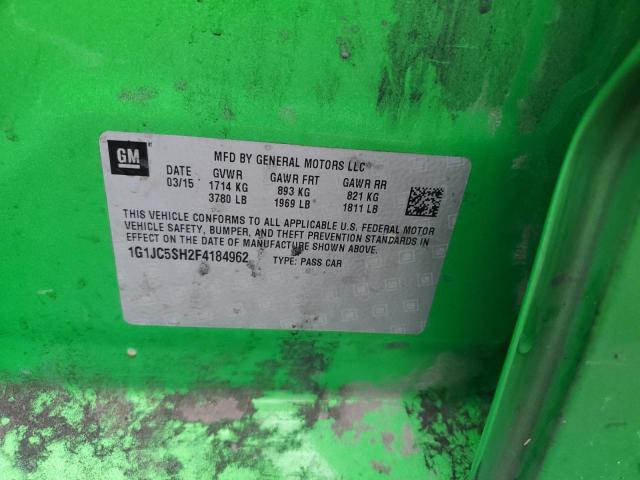 GM
MFD BY GENERAL MOTORS LLC
DATE GVWR GAWR FRT GAWR RR
03/15 1714 KG 893 KG 821 KG
3780 LB 1969 LB 1811 LB
THIS VEHICLE CONFORMS TO ALL APPLICABLE U.S. FEDERAL MOTOR
VEHICLE SAFETY, BUMPER, AND THEFT PREVENTION STANDARDS IN
EFFECT ON THE DATE OF MANUFACTURE SHOWN ABOVE.
1G1JC5SH2F4184962 TYPE: PASS CAR